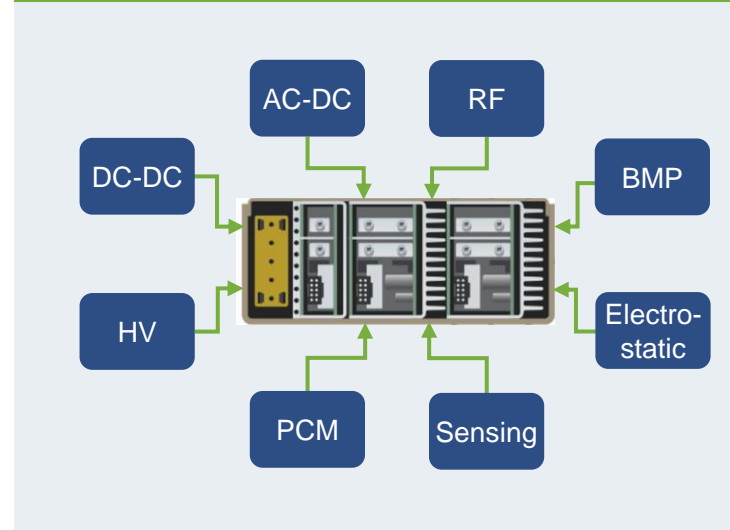 AC-DC
RF
DC-DC
BMP
HV
Electro-
static
PCM
Sensing